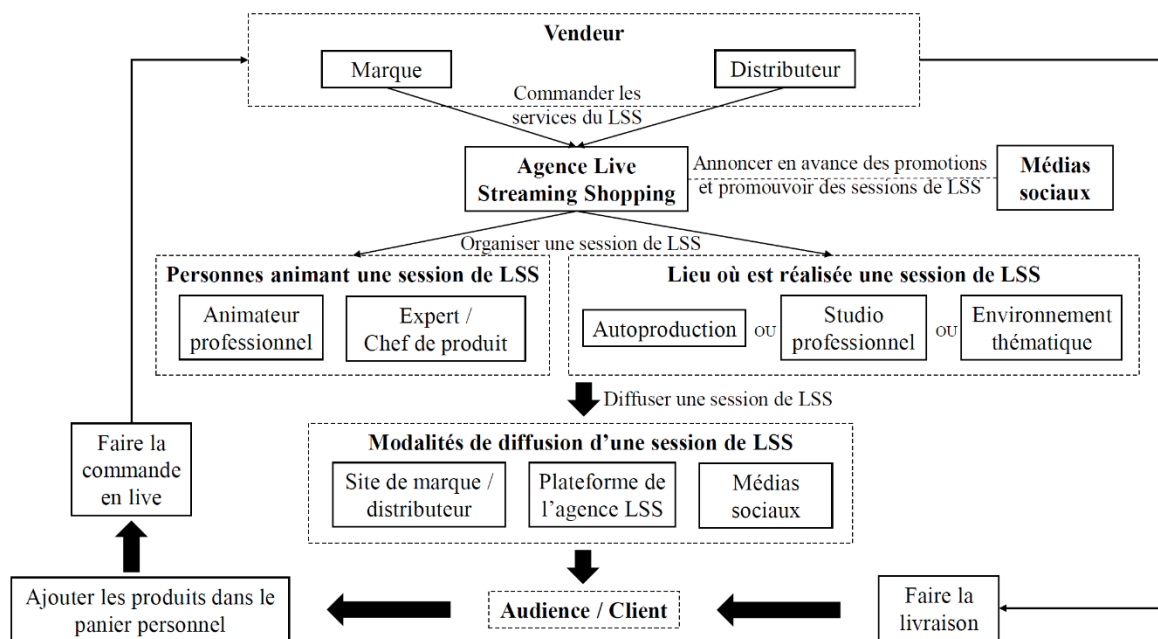 Vendeur
Marque
Distributeur
Commander les
services du LSS
Agence Live
Streaming Shopping
Annoncer en avance des promotions
et promouvoir des sessions de LSS
Médias
sociaux
Organiser une session de LSS
Personnes animant une session de LSS
Animateur
professionnel
Expert /
Chef de produit
Lieu où est réalisée une session de LSS
Autoproduction
OU
Studio
professionnel
OU
Environnement
thématique
Diffuser une session de LSS
Modalités de diffusion d’une session de LSS
Site de marque /
distributeur
Plateforme de
l’agence LSS
Médias
sociaux
Faire la
commande
en live
Ajouter les produits dans le
panier personnel
Audience / Client
Faire la
livraison